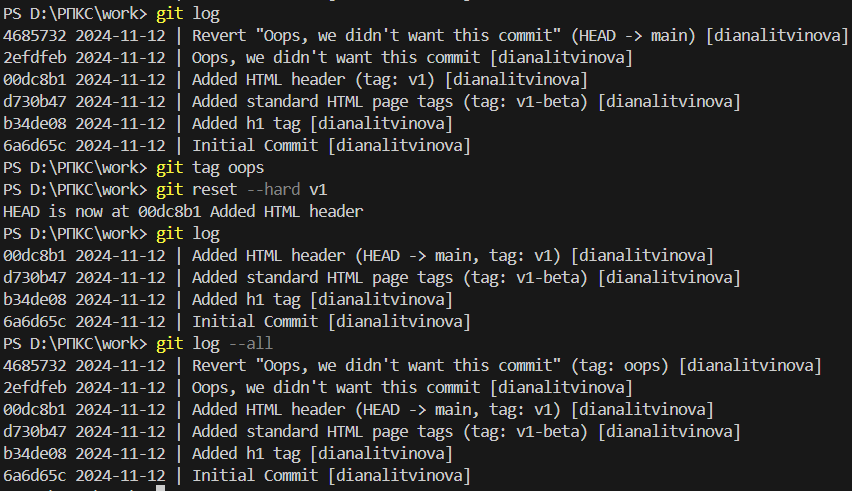 PS D:\РПКС\work> git log
4685732 2024-11-12 | Revert "Oops, we didn't want this commit" (HEAD -> main) [dianalitvinova]
2efdfeb 2024-11-12 | Oops, we didn't want this commit [dianalitvinova]
00dc8b1 2024-11-12 | Added HTML header (tag: v1) [dianalitvinova]
d730b47 2024-11-12 | Added standard HTML page tags (tag: v1-beta) [dianalitvinova]
b34de08 2024-11-12 | Added h1 tag [dianalitvinova]
6a6d65c 2024-11-12 | Initial Commit [dianalitvinova]
PS D:\РПКС\work> git tag oops
PS D:\РПКС\work> git reset --hard v1
HEAD is now at 00dc8b1 Added HTML header
PS D:\РПКС\work> git log
00dc8b1 2024-11-12 | Added HTML header (HEAD -> main, tag: v1) [dianalitvinova]
d730b47 2024-11-12 | Added standard HTML page tags (tag: v1-beta) [dianalitvinova]
b34de08 2024-11-12 | Added h1 tag [dianalitvinova]
6a6d65c 2024-11-12 | Initial Commit [dianalitvinova]
PS D:\РПКС\work> git log --all
4685732 2024-11-12 | Revert "Oops, we didn't want this commit" (tag: oops) [dianalitvinova]
2efdfeb 2024-11-12 | Oops, we didn't want this commit [dianalitvinova]
00dc8b1 2024-11-12 | Added HTML header (HEAD -> main, tag: v1) [dianalitvinova]
d730b47 2024-11-12 | Added standard HTML page tags (tag: v1-beta) [dianalitvinova]
b34de08 2024-11-12 | Added h1 tag [dianalitvinova]
6a6d65c 2024-11-12 | Initial Commit [dianalitvinova]